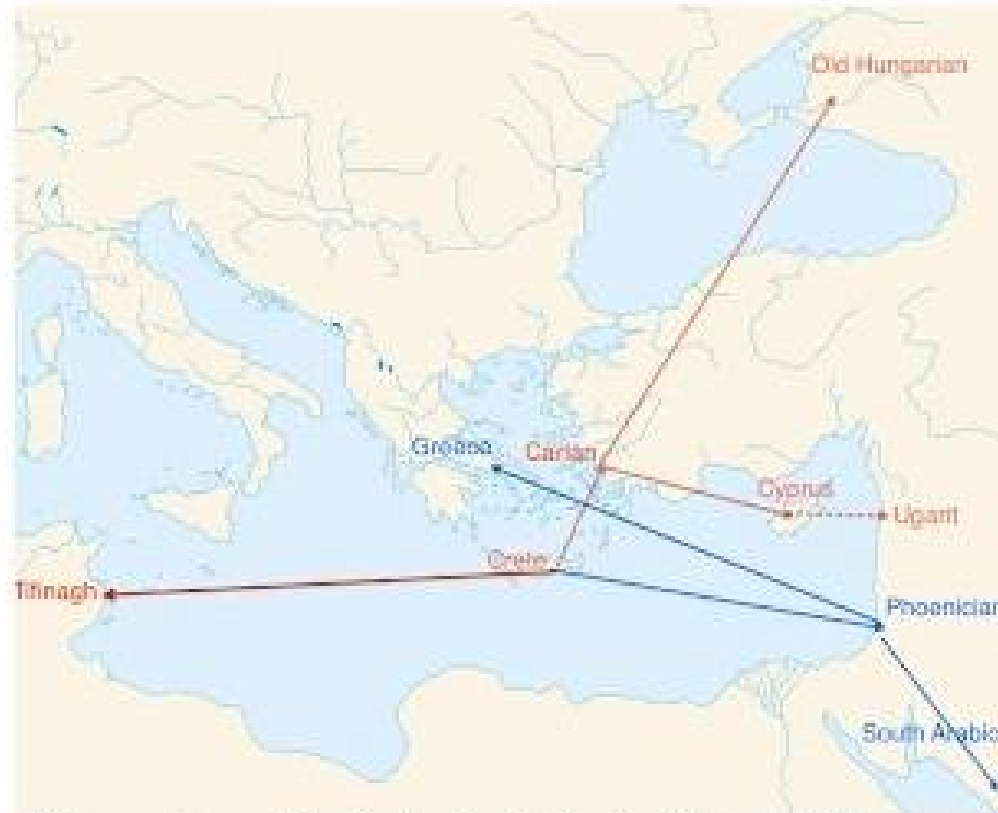 Old Hungarian
Greece
Carian
Cyprus
Ugarit
Crete
Tifinagh
Phoenician
South Arabic